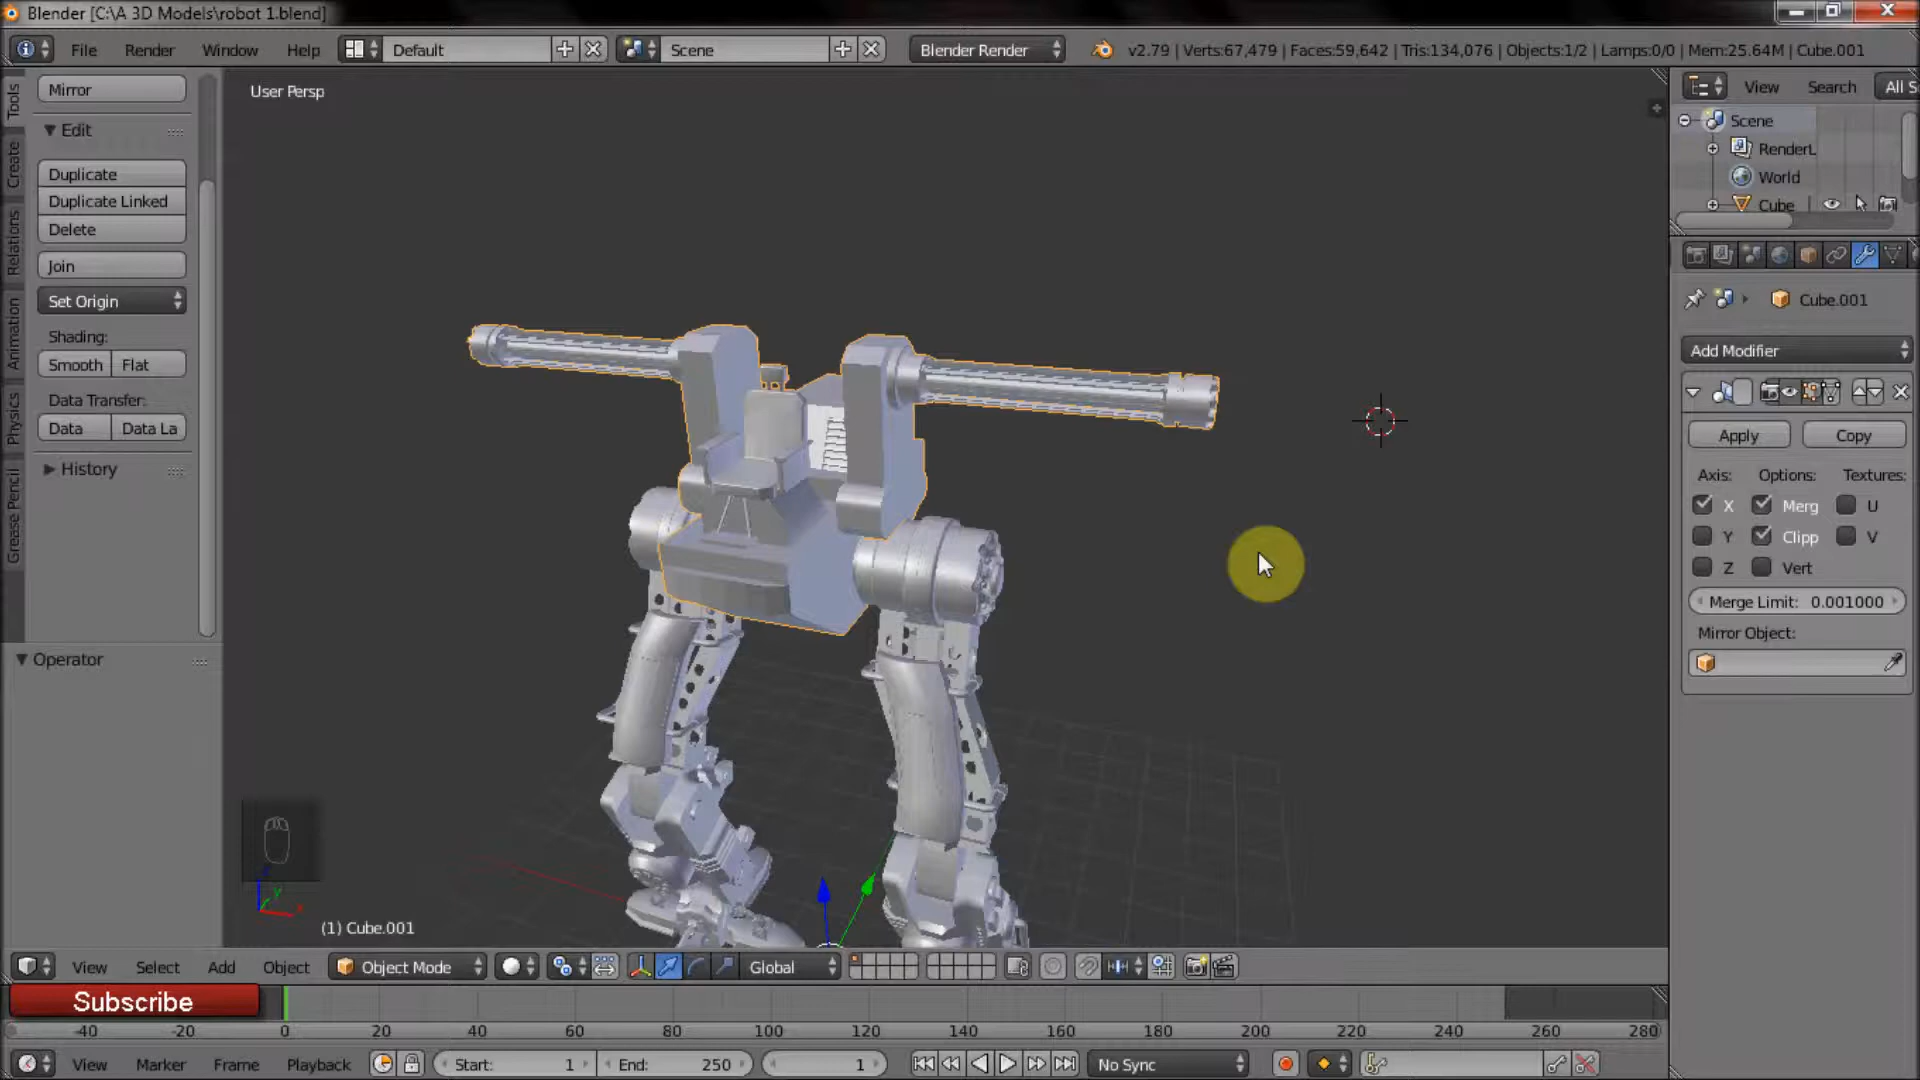 Blender [C:\A 3D Models\robot 1.blend]
File Render Window Help Default Scene Blender Render v2.79 | Verts:67,479 | Faces:59,642 | Tris:134,076 | Objects:1/2 | Lamps:0/0 | Mem:25.64M | Cube.001
Tools
Create
Relations
Animation
Physics
Grease Pencil
Mirror
Edit
Duplicate
Duplicate Linked
Delete
Join
Set Origin
Shading:
Smooth Flat
Data Transfer:
Data Data La
History
Operator
User Persp
(1) Cube.001
View Search All S
Scene
RenderL
World
Cube
Cube.001
Add Modifier
Apply Copy
Axis: Options: Textures:
X Merg U
Y Clipp V
Z Vert
Merge Limit: 0.001000
Mirror Object:
View Select Add Object Object Mode Global
Subscribe
-40 -20 0 20 40 60 80 100 120 140 160 180 200 220 240 260 280
View Marker Frame Playback Start: 1 End: 250 1 No Sync